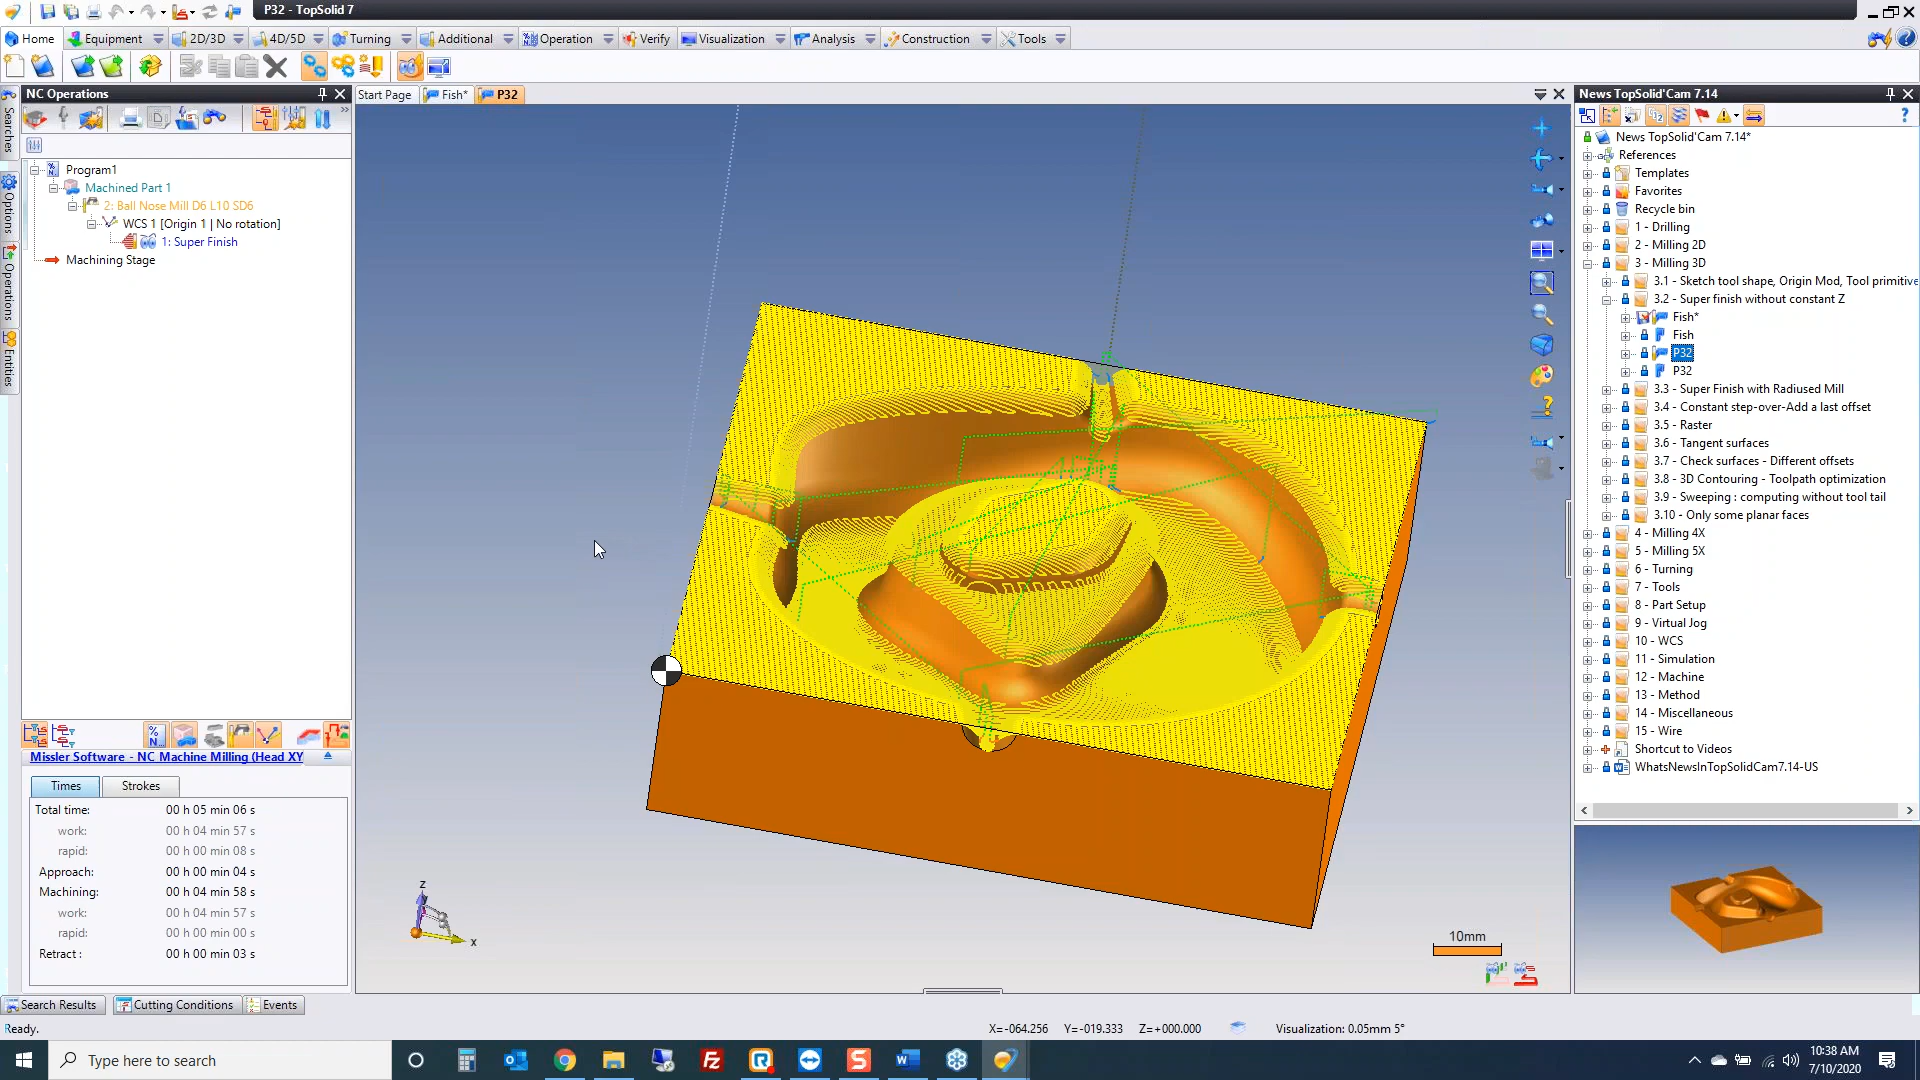 P32 - TopSolid 7
Home Equipment 2D/3D 4D/5D Turning Additional Operation Verify Visualization Analysis Construction Tools
NC Operations
Start Page Fish* P32
News TopSolid'Cam 7.14
Searches
Options
Operations
Entities
Program1
Machined Part 1
2: Ball Nose Mill D6 L10 SD6
WCS 1 [Origin 1 | No rotation]
1: Super Finish
Machining Stage
News TopSolid'Cam 7.14*
References
Templates
Favorites
Recycle bin
1 - Drilling
2 - Milling 2D
3 - Milling 3D
3.1 - Sketch tool shape, Origin Mod, Tool primitive
3.2 - Super finish without constant Z
Fish*
Fish
P32
P32
3.3 - Super Finish with Radiused Mill
3.4 - Constant step-over-Add a last offset
3.5 - Raster
3.6 - Tangent surfaces
3.7 - Check surfaces - Different offsets
3.8 - 3D Contouring - Toolpath optimization
3.9 - Sweeping : computing without tool tail
3.10 - Only some planar faces
4 - Milling 4X
5 - Milling 5X
6 - Turning
7 - Tools
8 - Part Setup
9 - Virtual Jog
10 - WCS
11 - Simulation
12 - Machine
13 - Method
14 - Miscellaneous
15 - Wire
Shortcut to Videos
WhatsNewsInTopSolidCam7.14-US
Missler Software - NC Machine Milling (Head XY
Times Strokes
Total time: 00 h 05 min 06 s
work: 00 h 04 min 57 s
rapid: 00 h 00 min 08 s
Approach: 00 h 00 min 04 s
Machining: 00 h 04 min 58 s
work: 00 h 04 min 57 s
rapid: 00 h 00 min 00 s
Retract : 00 h 00 min 03 s
z
x
10mm
Search Results Cutting Conditions Events
Ready.
X=-064.256 Y=-019.333 Z=+000.000 Visualization: 0.05mm 5°
Type here to search
10:38 AM
7/10/2020